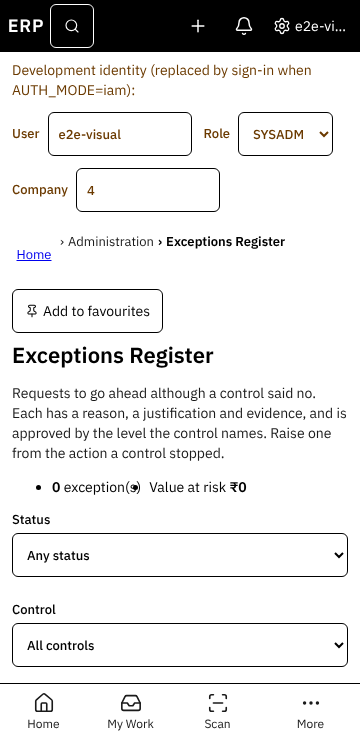 ERP
e2e-vi...
Development identity (replaced by sign-in when
AUTH_MODE=iam):
User e2e-visual Role SYSADM
Company 4
Home › Administration › Exceptions Register
Add to favourites
Exceptions Register
Requests to go ahead although a control said no.
Each has a reason, a justification and evidence, and is
approved by the level the control names. Raise one
from the action a control stopped.
• 0 exception(s) • Value at risk ₹0
Status
Any status
Control
All controls
Home My Work Scan More